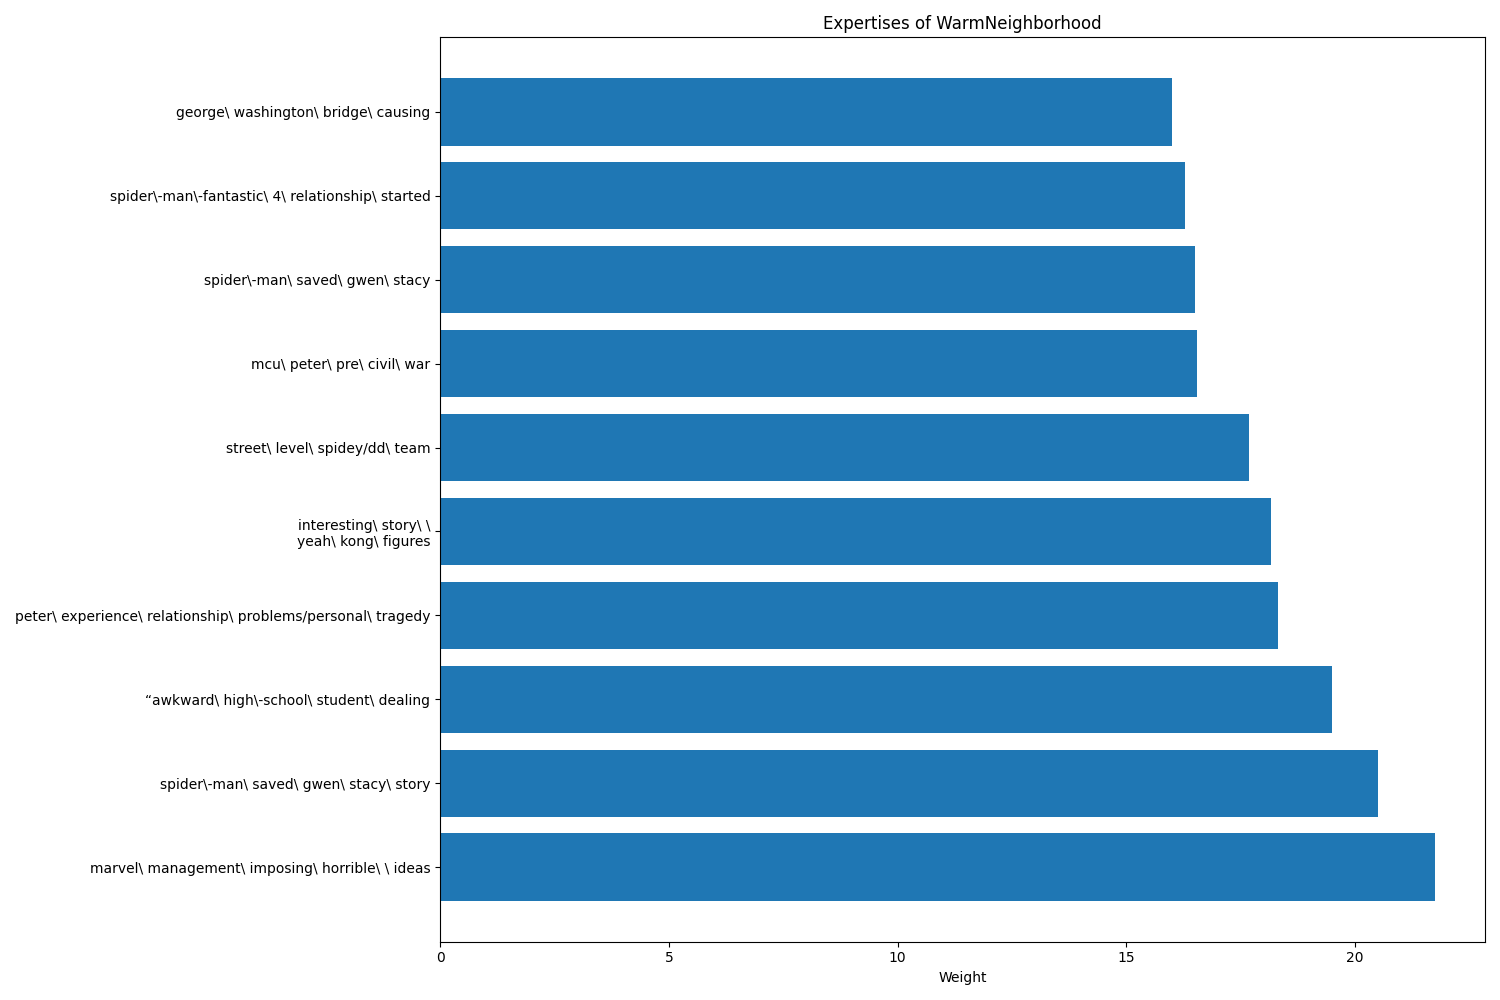 Expertises of WarmNeighborhood
george\ washington\ bridge\ causing
spider\-man\-fantastic\ 4\ relationship\ started
spider\-man\ saved\ gwen\ stacy
mcu\ peter\ pre\ civil\ war
street\ level\ spidey/dd\ team
interesting\ story\ \
yeah\ kong\ figures
peter\ experience\ relationship\ problems/personal\ tragedy
“awkward\ high\-school\ student\ dealing
spider\-man\ saved\ gwen\ stacy\ story
marvel\ management\ imposing\ horrible\ \ ideas
0 5 10 15 20
Weight